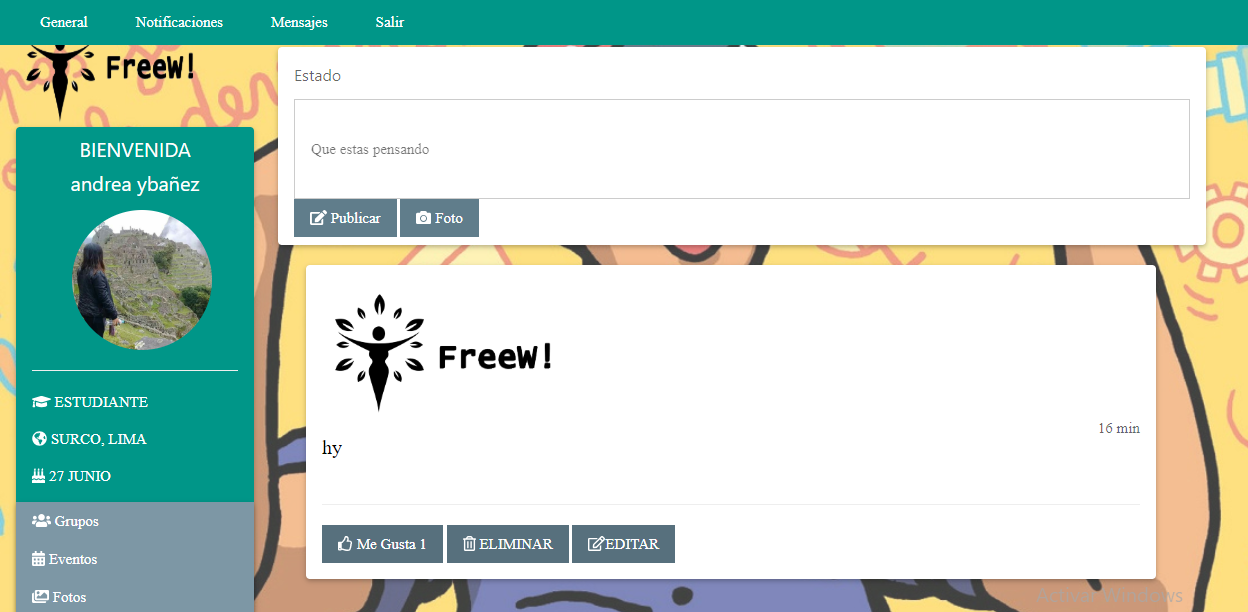 General Notificaciones Mensajes Salir
FreeW!
BIENVENIDA
andrea ybañez
ESTUDIANTE
SURCO, LIMA
27 JUNIO
Grupos
Eventos
Fotos
Estado
Que estas pensando
Publicar Foto
FreeW!
16 min
hy
Me Gusta 1 ELIMINAR EDITAR